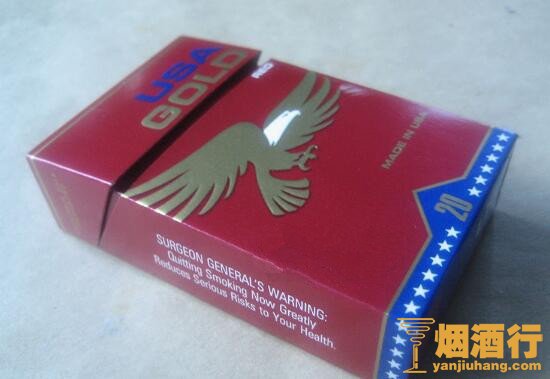 USA
GOLD
RED
MADE IN USA
20
SURGEON GENERAL'S WARNING:
Quitting Smoking Now Greatly
Reduces Serious Risks to Your Health.
烟酒行
yanjiuhang.com